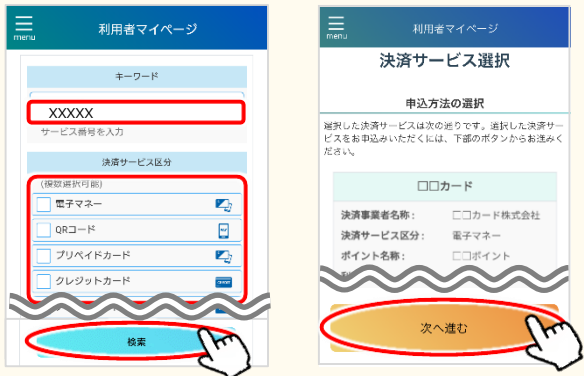 menu
利用者マイページ
キーワード
XXXXX
サービス番号を入力
決済サービス区分
(複数選択可能)
電子マネー
QRコード
プリペイドカード
クレジットカード
検索
menu
利用者マイページ
決済サービス選択
申込方法の選択
選択した決済サービスは次の通りです。選択した決済サー
ビスをお申込みいただくには、下部のボタンからお進みく
ださい。
□□カード
決済事業者名称： □□カード株式会社
決済サービス区分： 電子マネー
ポイント名称： □□ポイント
次へ進む